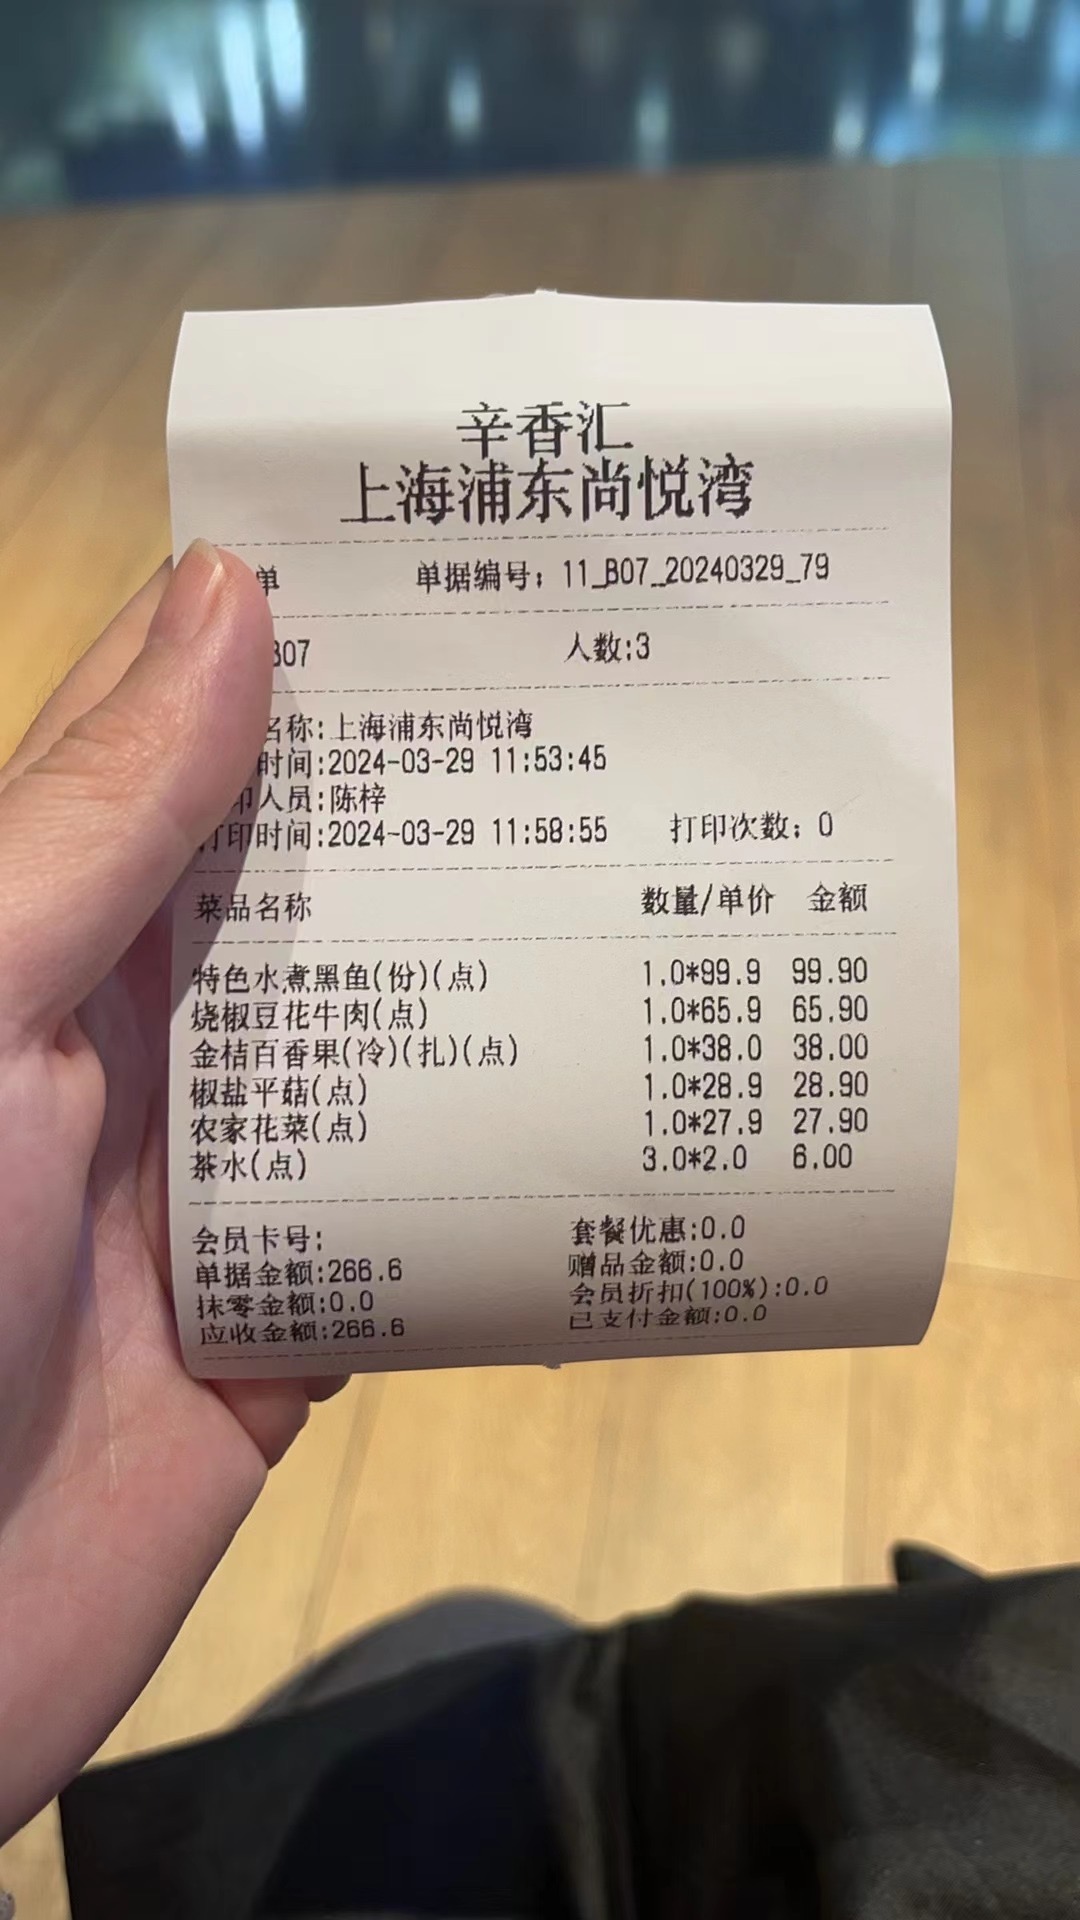 辛香汇
上海浦东尚悦湾
单 单据编号：11_B07_20240329_79
B07 人数:3
名称:上海浦东尚悦湾
时间:2024-03-29 11:53:45
印人员:陈梓
打印时间:2024-03-29 11:58:55 打印次数：0
菜品名称 数量/单价 金额
特色水煮黑鱼(份)(点) 1.0*99.9 99.90
烧椒豆花牛肉(点) 1.0*65.9 65.90
金桔百香果(冷)(扎)(点) 1.0*38.0 38.00
椒盐平菇(点) 1.0*28.9 28.90
农家花菜(点) 1.0*27.9 27.90
茶水(点) 3.0*2.0 6.00
会员卡号: 套餐优惠:0.0
单据金额:266.6 赠品金额:0.0
抹零金额:0.0 会员折扣(100%):0.0
应收金额:266.6 已支付金额:0.0